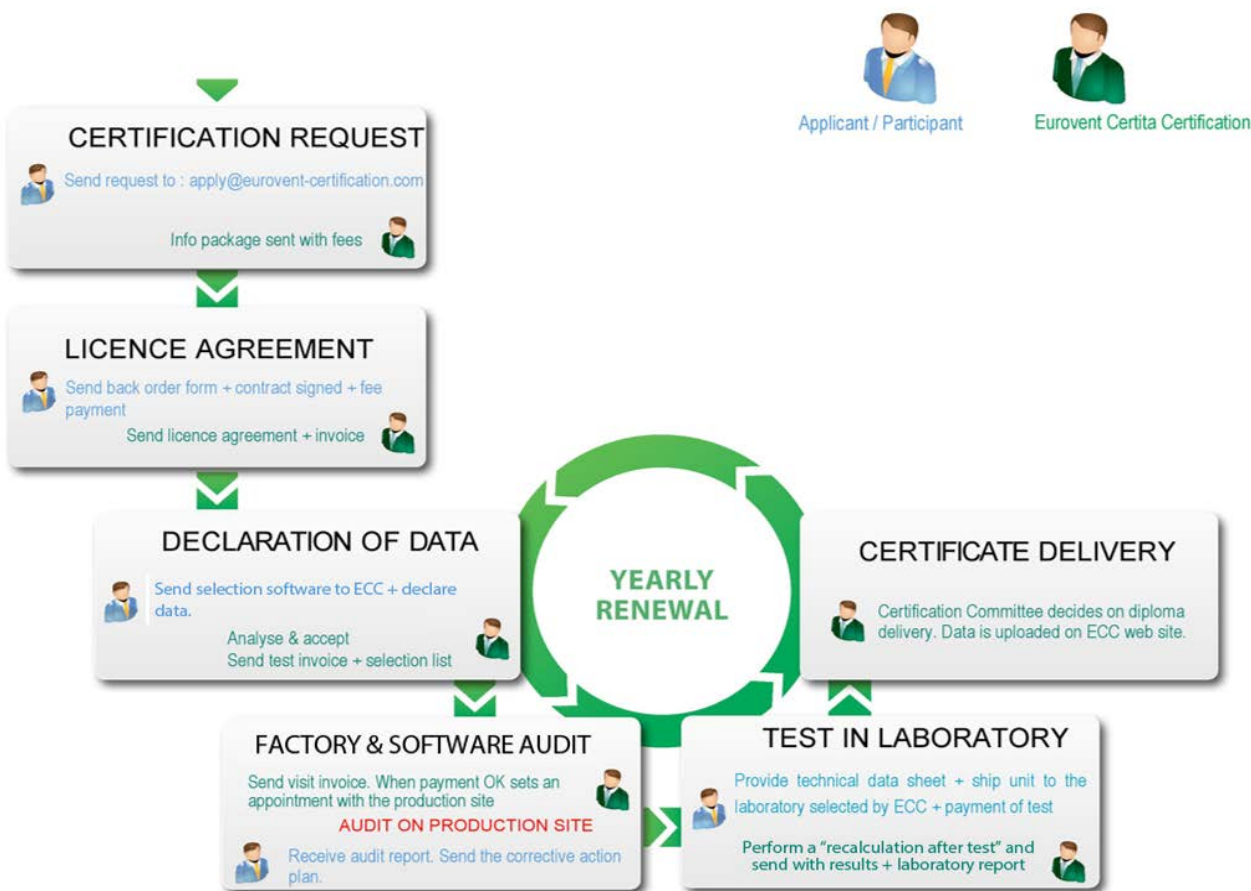 Applicant / Participant
Eurovent Certita Certification
CERTIFICATION REQUEST
Send request to : apply@eurovent-certification.com
Info package sent with fees
LICENCE AGREEMENT
Send back order form + contract signed + fee
payment
Send licence agreement + invoice
DECLARATION OF DATA
Send selection software to ECC + declare
data.
Analyse & accept
Send test invoice + selection list
FACTORY & SOFTWARE AUDIT
Send visit invoice. When payment OK sets an
appointment with the production site
AUDIT ON PRODUCTION SITE
Receive audit report. Send the corrective action
plan.
TEST IN LABORATORY
Provide technical data sheet + ship unit to the
laboratory selected by ECC + payment of test
Perform a “recalculation after test” and
send with results + laboratory report
CERTIFICATE DELIVERY
Certification Committee decides on diploma
delivery. Data is uploaded on ECC web site.
YEARLY
RENEWAL